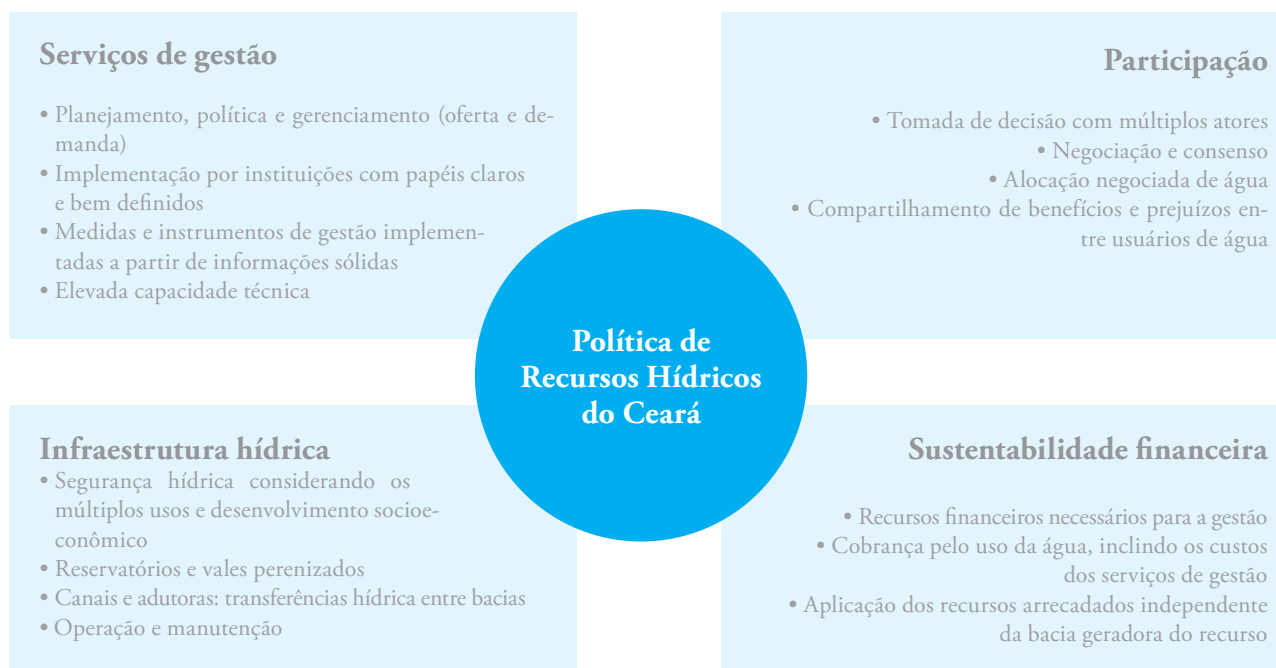 Serviços de gestão
• Planejamento, política e gerenciamento (oferta e de-
manda)
• Implementação por instituições com papéis claros
e bem definidos
• Medidas e instrumentos de gestão implemen-
tadas a partir de informações sólidas
• Elevada capacidade técnica
Participação
• Tomada de decisão com múltiplos atores
• Negociação e consenso
• Alocação negociada de água
• Compartilhamento de benefícios e prejuízos en-
tre usuários de água
Política de
Recursos Hídricos
do Ceará
Infraestrutura hídrica
• Segurança hídrica considerando os
múltiplos usos e desenvolvimento socioe-
conômico
• Reservatórios e vales perenizados
• Canais e adutoras: transferências hídrica entre bacias
• Operação e manutenção
Sustentabilidade financeira
• Recursos financeiros necessários para a gestão
• Cobrança pelo uso da água, inclindo os custos
dos serviços de gestão
• Aplicação dos recursos arrecadados independente
da bacia geradora do recurso